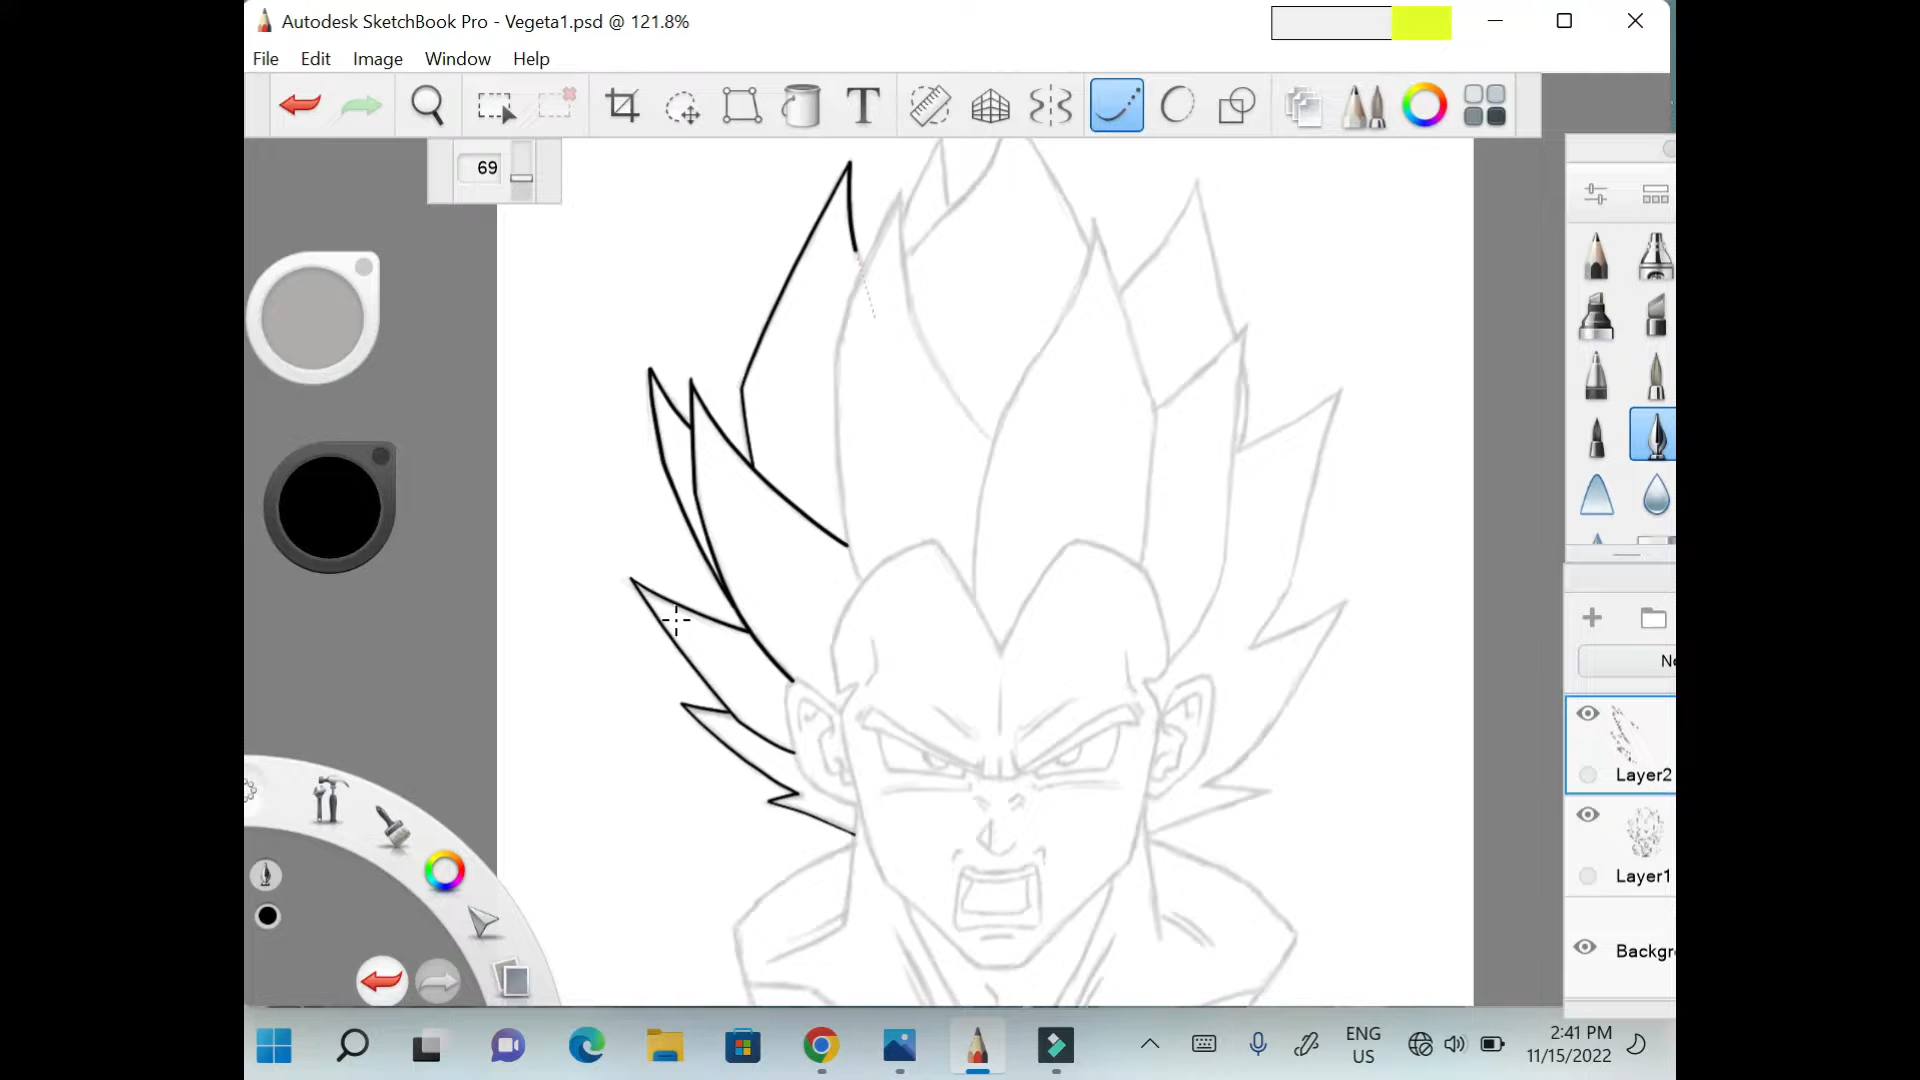 Autodesk SketchBook Pro - Vegeta1.psd @ 121.8%
File Edit Image Window Help
T
69
No
Layer2
Layer1
Backgr
ENG
US
2:41 PM
11/15/2022